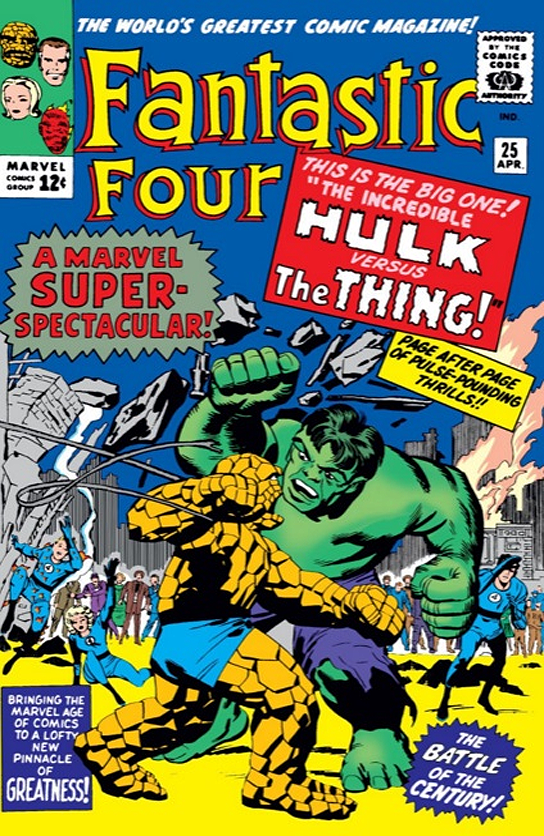 THE WORLD'S GREATEST COMIC MAGAZINE!
APPROVED
BY THE
COMICS
CODE
CA
AUTHORITY
FANTASTIC
FOUR
IND.
25
APR.
MARVEL
COMICS
GROUP 12¢
THIS IS THE BIG ONE!
"THE INCREDIBLE
HULK
VERSUS
The THING!"
A MARVEL
SUPER-
SPECTACULAR!
PAGE AFTER PAGE
OF PULSE-POUNDING
THRILLS!!
4
BRINGING THE
MARVEL AGE
OF COMICS
TO A LOFTY
NEW
PINNACLE
OF
GREATNESS!
THE
BATTLE
OF THE
CENTURY!